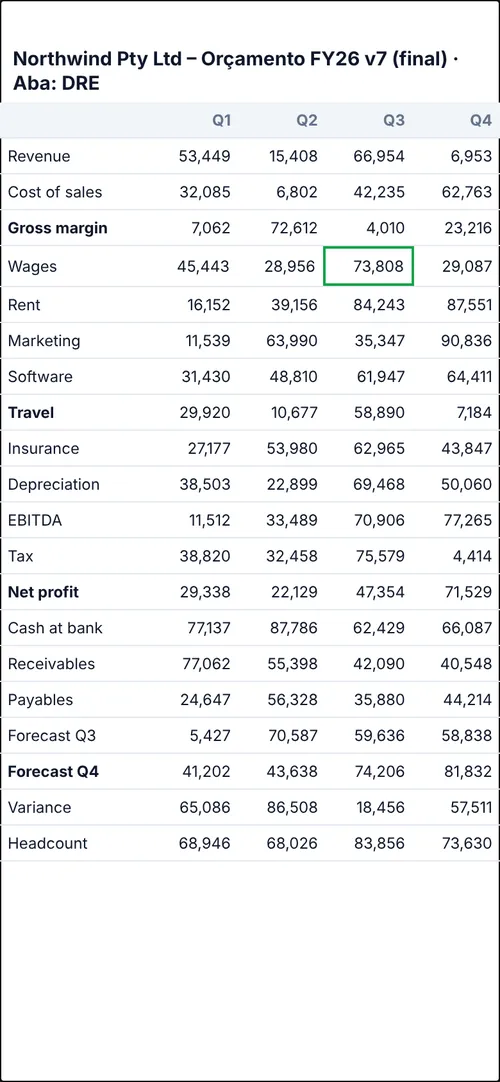 Northwind Pty Ltd – Orçamento FY26 v7 (final) ·
Aba: DRE
Q1 Q2 Q3 Q4
Revenue 53,449 15,408 66,954 6,953
Cost of sales 32,085 6,802 42,235 62,763
Gross margin 7,062 72,612 4,010 23,216
Wages 45,443 28,956 73,808 29,087
Rent 16,152 39,156 84,243 87,551
Marketing 11,539 63,990 35,347 90,836
Software 31,430 48,810 61,947 64,411
Travel 29,920 10,677 58,890 7,184
Insurance 27,177 53,980 62,965 43,847
Depreciation 38,503 22,899 69,468 50,060
EBITDA 11,512 33,489 70,906 77,265
Tax 38,820 32,458 75,579 4,414
Net profit 29,338 22,129 47,354 71,529
Cash at bank 77,137 87,786 62,429 66,087
Receivables 77,062 55,398 42,090 40,548
Payables 24,647 56,328 35,880 44,214
Forecast Q3 5,427 70,587 59,636 58,838
Forecast Q4 41,202 43,638 74,206 81,832
Variance 65,086 86,508 18,456 57,511
Headcount 68,946 68,026 83,856 73,630